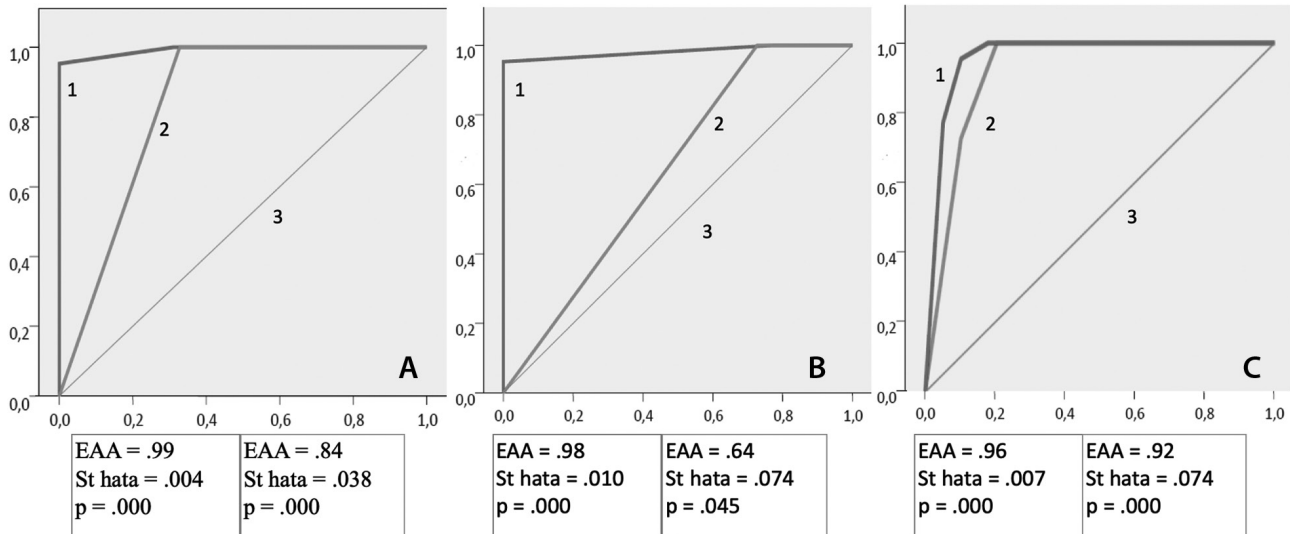 1,0
0,8
0,6
0,4
0,2
0,0
1
2
3
A
0,0 0,2 0,4 0,6 0,8 1,0
EAA = .99
St hata = .004
p = .000
EAA = .84
St hata = .038
p = .000
1,0
0,8
0,6
0,4
0,2
0,0
1
2
3
B
0,0 0,2 0,4 0,6 0,8 1,0
EAA = .98
St hata = .010
p = .000
EAA = .64
St hata = .074
p = .045
1,0
0,8
0,6
0,4
0,2
0,0
1
2
3
C
0,0 0,2 0,4 0,6 0,8 1,0
EAA = .96
St hata = .007
p = .000
EAA = .92
St hata = .074
p = .000